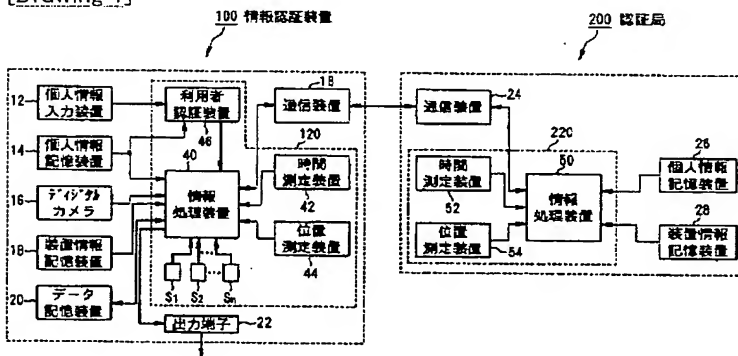 [Drawing 1]
100 情報認証装置
200 認証局
12
個人情報
入力装置
利用者
認証装置
46
18
通信装置
通信装置
24
14
個人情報
記憶装置
40
120
情報
処理装置
時間
測定装置
42
220
50
時間
測定装置
52
情報
処理装置
26
個人情報
記憶装置
16
ディジタル
カメラ
18
装置情報
記憶装置
位置
測定装置
44
位置
測定装置
54
28
装置情報
記憶装置
20
データ
記憶装置
S1 S2 Sn
出力端子
22